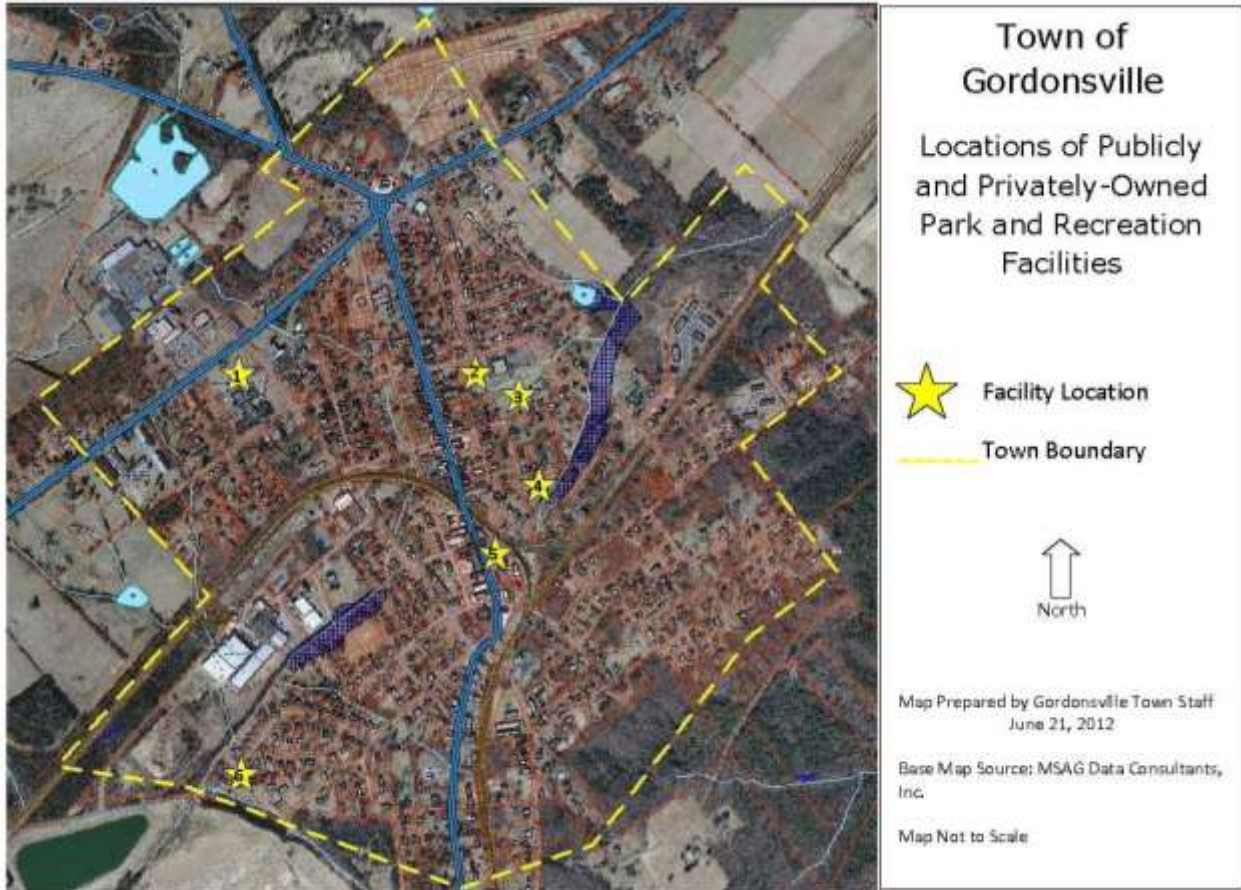 Town of
Gordonsville
Locations of Publicly
and Privately-Owned
Park and Recreation
Facilities
Facility Location
Town Boundary
North
Map Prepared by Gordonsville Town Staff
June 21, 2012
Base Map Source: MSAG Data Consultants,
Inc.
Map Not to Scale
1
2
3
4
5
6